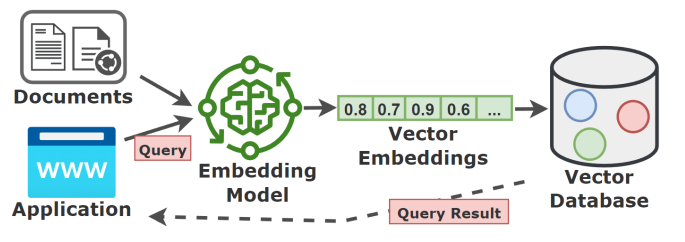 Documents
WWW
Application
Query
Embedding
Model
0.8 0.7 0.9 0.6 ...
Vector
Embeddings
Vector
Database
Query Result